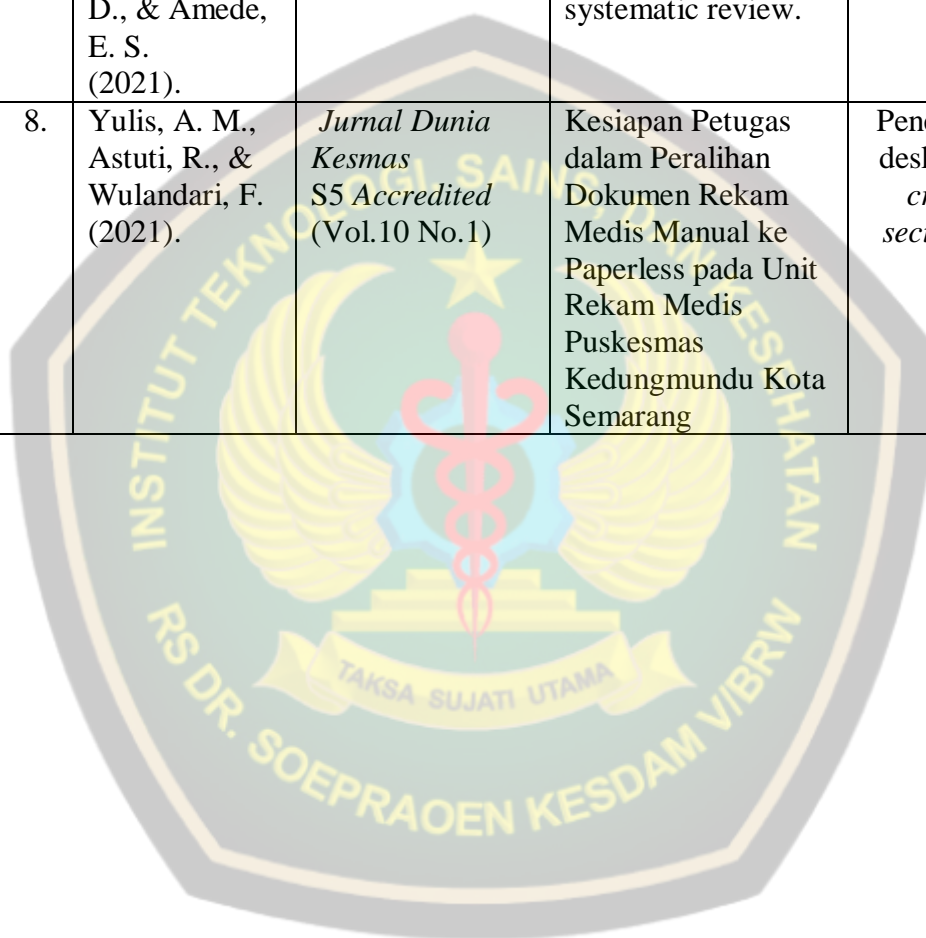 D., & Amede,
E. S.
(2021).
systematic review.
8.
Yulis, A. M.,
Astuti, R., &
Wulandari, F.
(2021).
Jurnal Dunia
Kesmas
S5 Accredited
(Vol.10 No.1)
Kesiapan Petugas
dalam Peralihan
Dokumen Rekam
Medis Manual ke
Paperless pada Unit
Rekam Medis
Puskesmas
Kedungmundu Kota
Semarang
INSTITUT TEKNOLOGI, SAINS, DAN KESEHATAN
TAKSA SUJATI UTAMA
RS DR. SOEPRAOEN KESDAM V/BRW